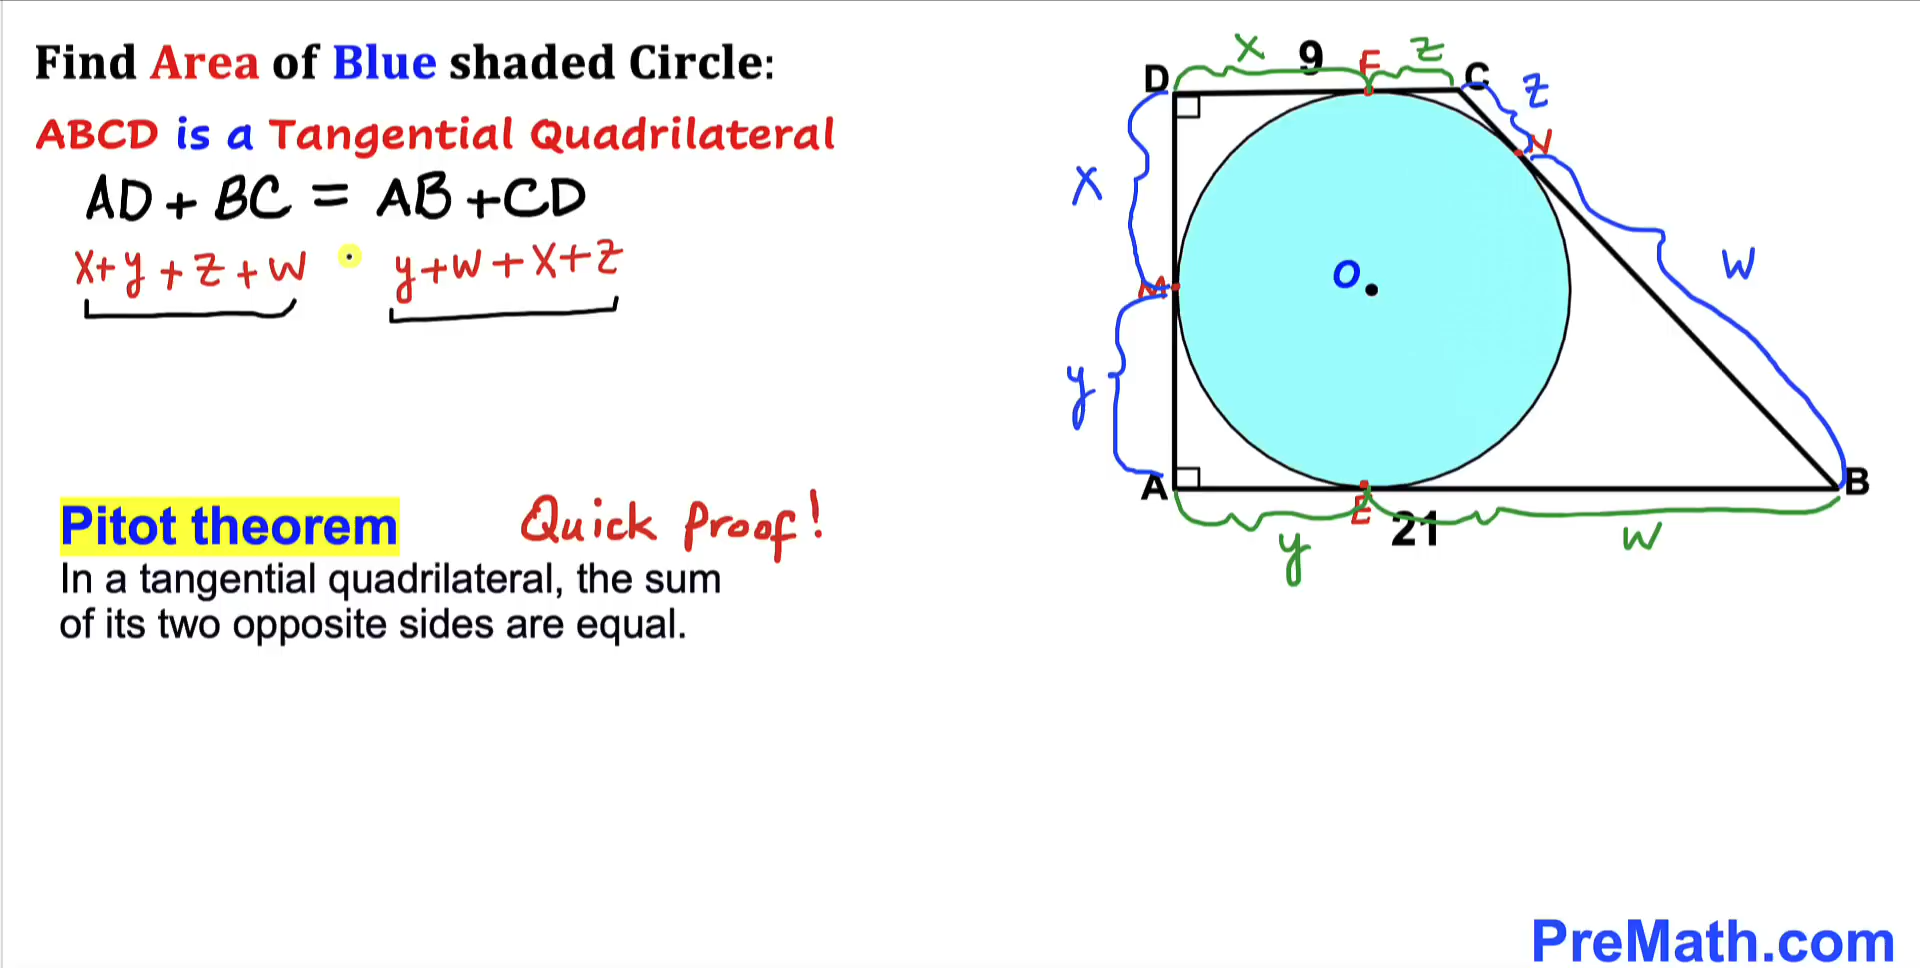 Find Area of Blue shaded Circle:
ABCD is a Tangential Quadrilateral
AD + BC = AB + CD
x+y+z+w y+w+x+z
Pitot theorem
Quick Proof!
In a tangential quadrilateral, the sum
of its two opposite sides are equal.
x 9 F z
D C z
N
x
w
O
M
y
A B
E 21
y w
PreMath.com